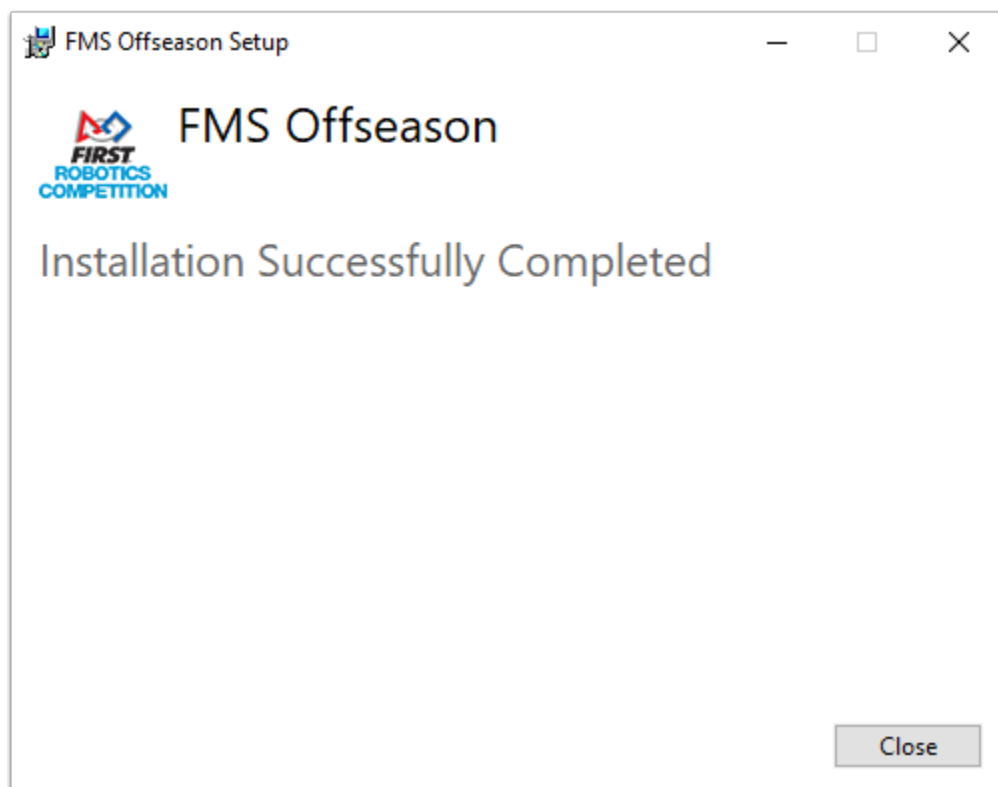 FMS Offseason Setup
FMS Offseason
FIRST
ROBOTICS
COMPETITION
Installation Successfully Completed
Close